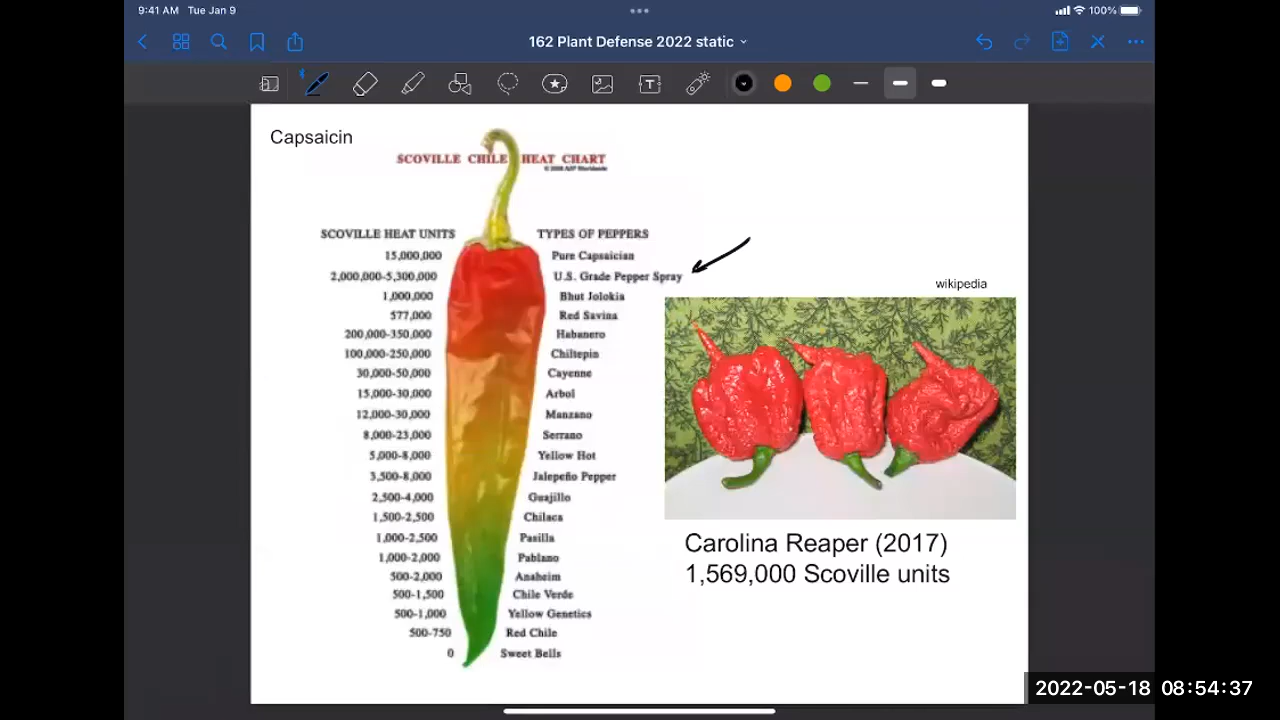 9:41 AM Tue Jan 9
100%
162 Plant Defense 2022 static
T
Capsaicin
SCOVILLE CHILE HEAT CHART
SCOVILLE HEAT UNITS TYPES OF PEPPERS
15,000,000 Pure Capsaician
2,000,000-5,300,000 U.S. Grade Pepper Spray
1,000,000 Bhut Jolokia
577,000 Red Savina
200,000-350,000 Habanero
100,000-250,000 Chiltepin
30,000-50,000 Cayenne
15,000-30,000 Arbol
12,000-30,000 Manzano
8,000-23,000 Serrano
5,000-8,000 Yellow Hot
3,500-8,000 Jalepeño Pepper
2,500-4,000 Guajillo
1,500-2,500 Chilaca
1,000-2,500 Pasilla
1,000-2,000 Pablano
500-2,000 Anaheim
500-1,500 Chile Verde
500-1,000 Yellow Genetics
500-750 Red Chile
0 Sweet Bells
wikipedia
Carolina Reaper (2017)
1,569,000 Scoville units
2022-05-18 08:54:37